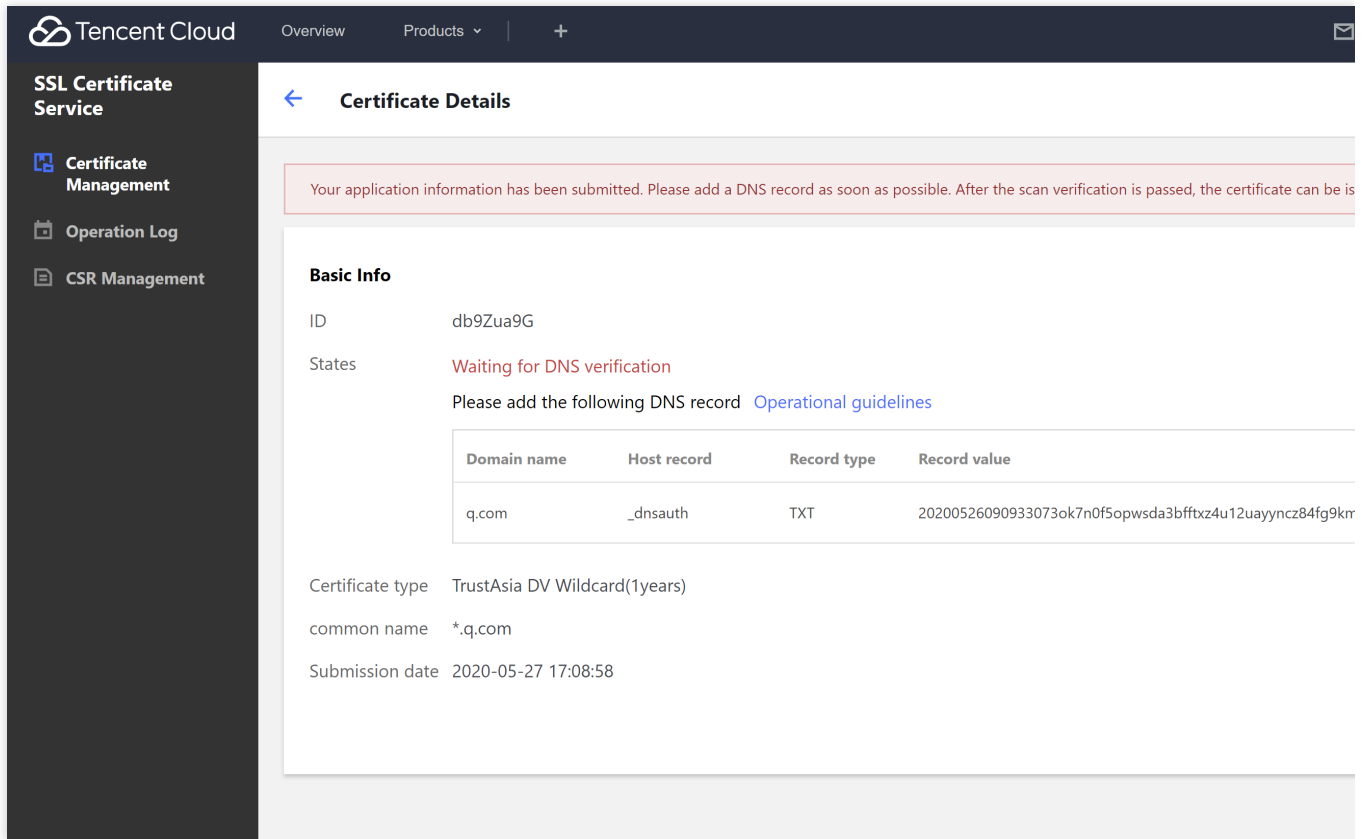 Tencent Cloud Overview Products +
SSL Certificate
Service
Certificate Details
Certificate
Management
Operation Log
CSR Management
Your application information has been submitted. Please add a DNS record as soon as possible. After the scan verification is passed, the certificate can be is
Basic Info
ID db9Zua9G
States Waiting for DNS verification
Please add the following DNS record Operational guidelines
Domain name Host record Record type Record value
q.com _dnsauth TXT 20200526090933073ok7n0f5opwsda3bfftxz4u12uayyncz84fg9km
Certificate type TrustAsia DV Wildcard(1years)
common name *.q.com
Submission date 2020-05-27 17:08:58